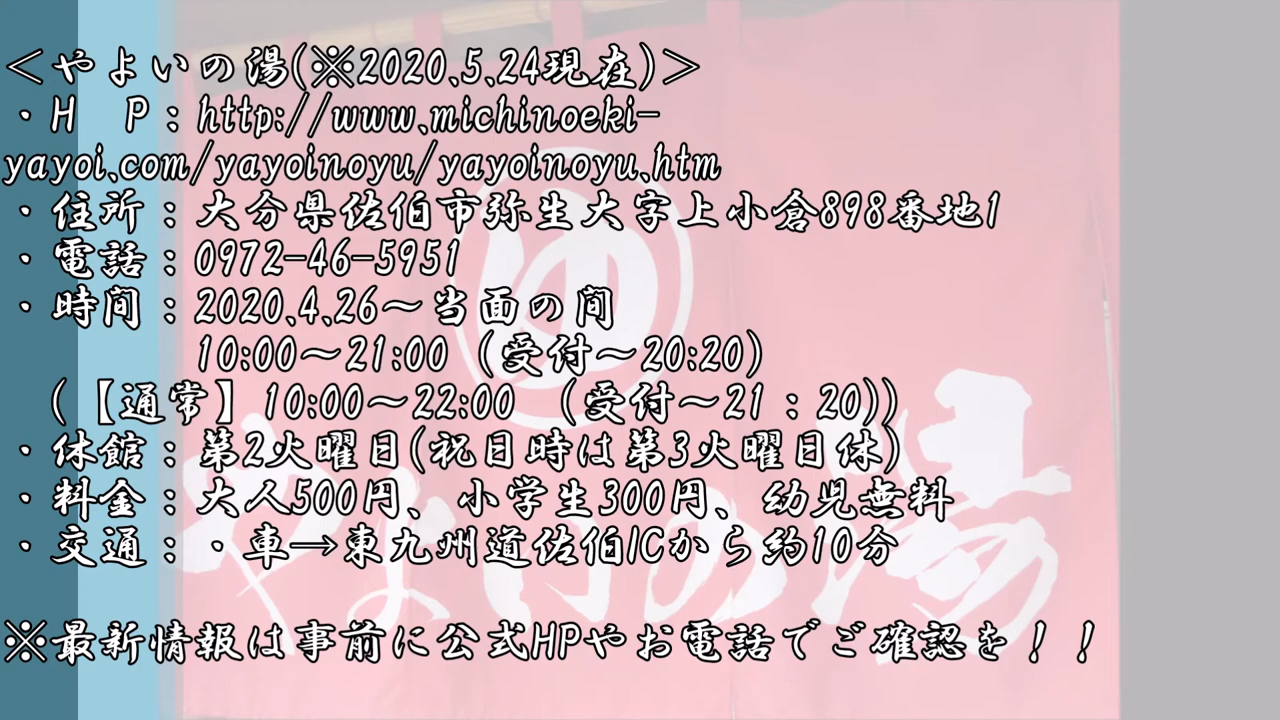 ＜やよいの湯(※2020.5.24現在)＞
・H　P：http://www.michinoeki-
yayoi.com/yayoinoyu/yayoinoyu.htm
・住所：大分県佐伯市弥生大字上小倉898番地1
・電話：0972-46-5951
・時間：2020.4.26～当面の間
10:00～21:00（受付～20:20）
(【通常】10:00～22:00　（受付～21：20))
・休館：第2火曜日(祝日時は第3火曜日休)
・料金：大人500円、小学生300円、幼児無料
・交通：・車→東九州道佐伯ICから約10分
※最新情報は事前に公式HPやお電話でご確認を！！
ゆ
やよいの湯